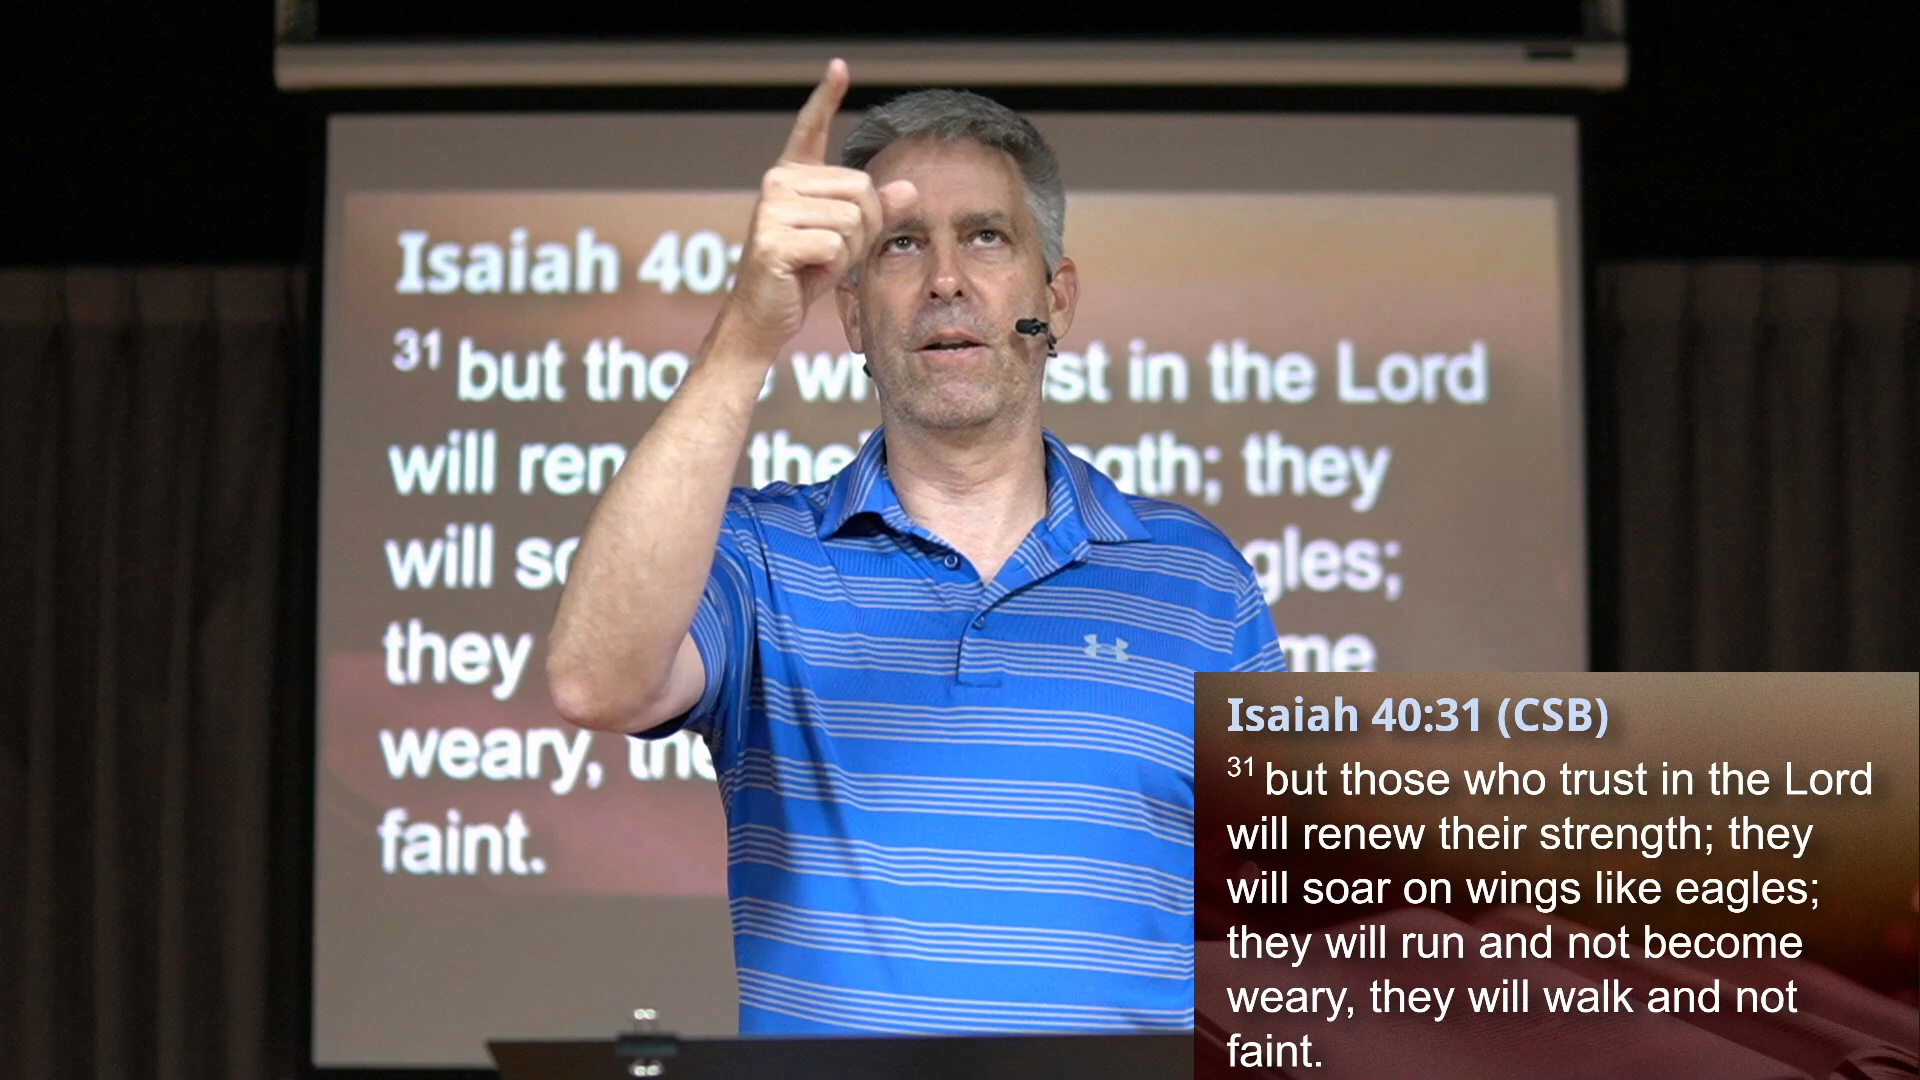 Isaiah 40:
31 but those wh st in the Lord
will ren the gth; they
will so gles;
they me
weary, the
faint.
Isaiah 40:31 (CSB)
31 but those who trust in the Lord
will renew their strength; they
will soar on wings like eagles;
they will run and not become
weary, they will walk and not
faint.